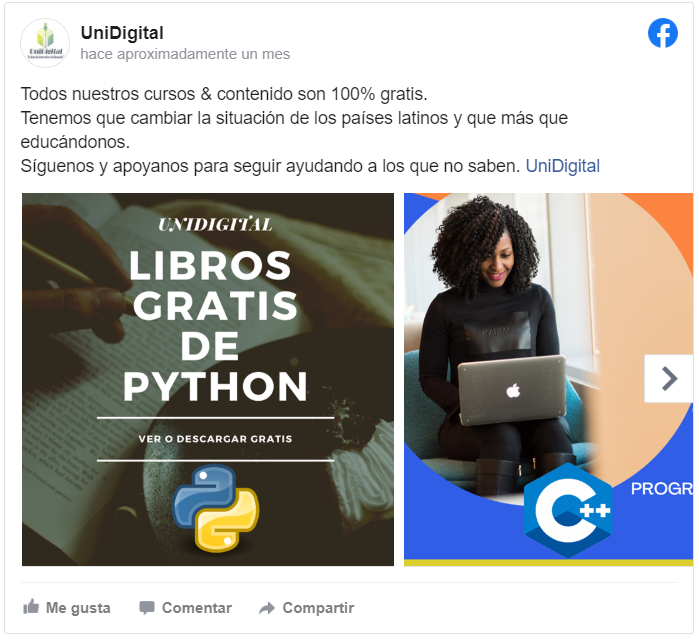 UniDigital
hace aproximadamente un mes
Todos nuestros cursos & contenido son 100% gratis.
Tenemos que cambiar la situación de los países latinos y que más que
educándonos.
Síguenos y apoyanos para seguir ayudando a los que no saben. UniDigital
UNIDIGITAL
LIBROS
GRATIS
DE
PYTHON
VER O DESCARGAR GRATIS
C++
PROGR
Me gusta
Comentar
Compartir